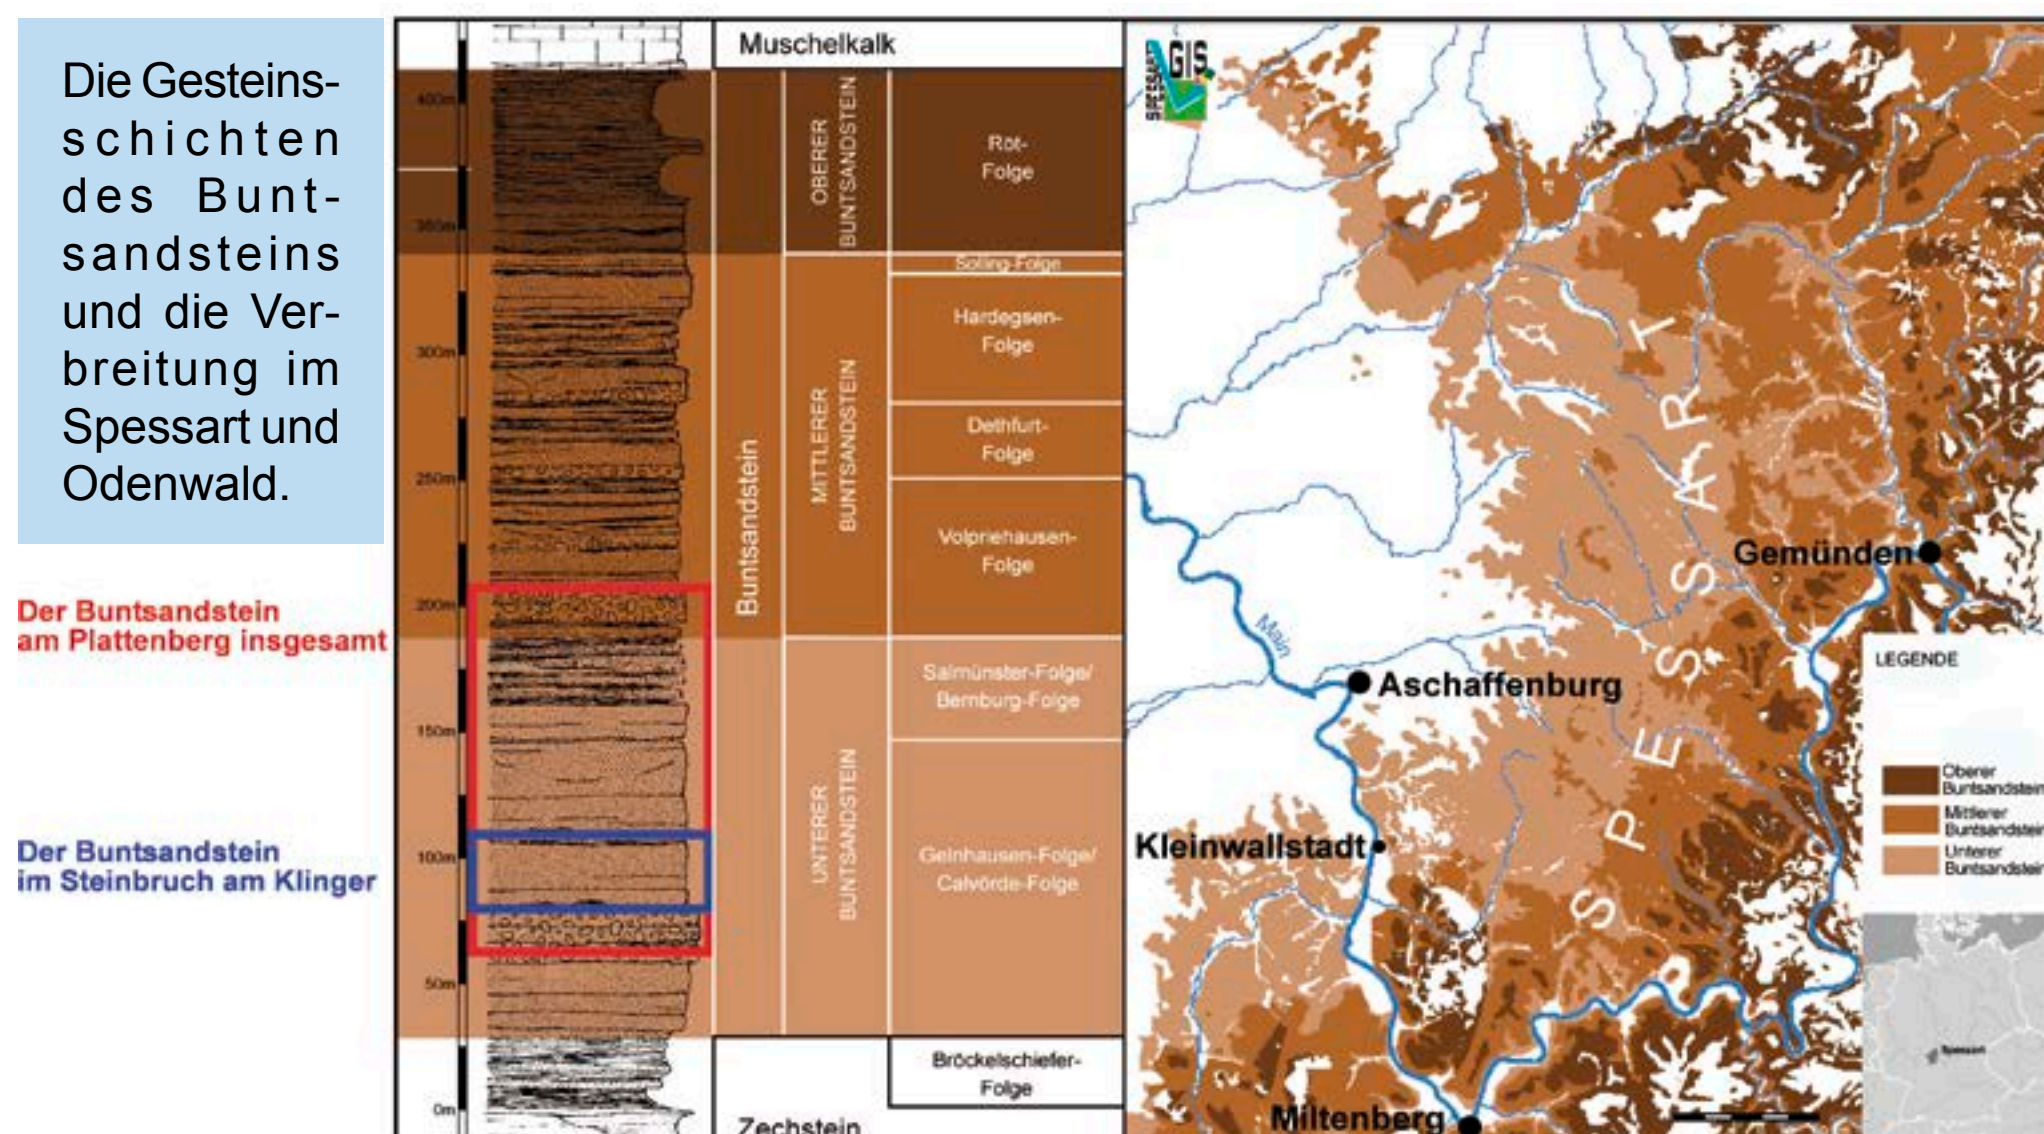 Die Gesteins-
schichten
des Bunt-
sandsteins
und die Ver-
breitung im
Spessart und
Odenwald.
Der Buntsandstein
am Plattenberg insgesamt
Der Buntsandstein
im Steinbruch am Klinger
400m
350m
300m
250m
200m
150m
100m
50m
0m
Muschelkalk
Buntsandstein
Zechstein
OBERER
BUNTSANDSTEIN
MITTLERER
BUNTSANDSTEIN
UNTERER
BUNTSANDSTEIN
Röt-
Folge
Solling-Folge
Hardegsen-
Folge
Dethfurt-
Folge
Volpriehausen-
Folge
Salmünster-Folge/
Bernburg-Folge
Gelnhausen-Folge/
Calvörde-Folge
Bröckelschiefer-
Folge
SPESSART
GIS
SPESSART
Main
Gemünden
Aschaffenburg
Kleinwallstadt
Miltenberg
LEGENDE
Oberer
Buntsandstein
Mittlerer
Buntsandstein
Unterer
Buntsandstein
Spessart